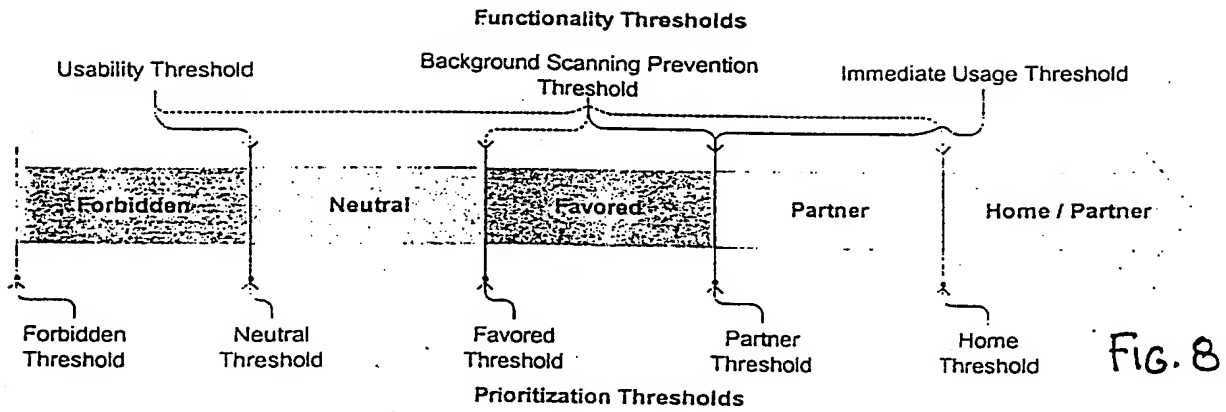 Functionality Thresholds
Usability Threshold
Background Scanning Prevention
Threshold
Immediate Usage Threshold
Forbidden
Neutral
Favored
Partner
Home / Partner
Forbidden
Threshold
Neutral
Threshold
Favored
Threshold
Partner
Threshold
Home
Threshold
FIG. 8
Prioritization Thresholds